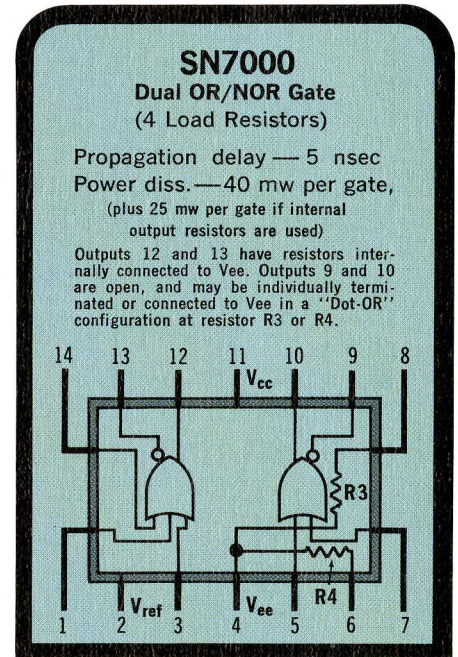 SN7000
Dual OR/NOR Gate
(4 Load Resistors)
Propagation delay — 5 nsec
Power diss.—40 mw per gate,
(plus 25 mw per gate if internal
output resistors are used)
Outputs 12 and 13 have resistors inter-
nally connected to Vee. Outputs 9 and 10
are open, and may be individually termi-
nated or connected to Vee in a "Dot-OR"
configuration at resistor R3 or R4.
14 13 12 11 10 9 8
Vcc
R3
R4
Vref Vee
1 2 3 4 5 6 7